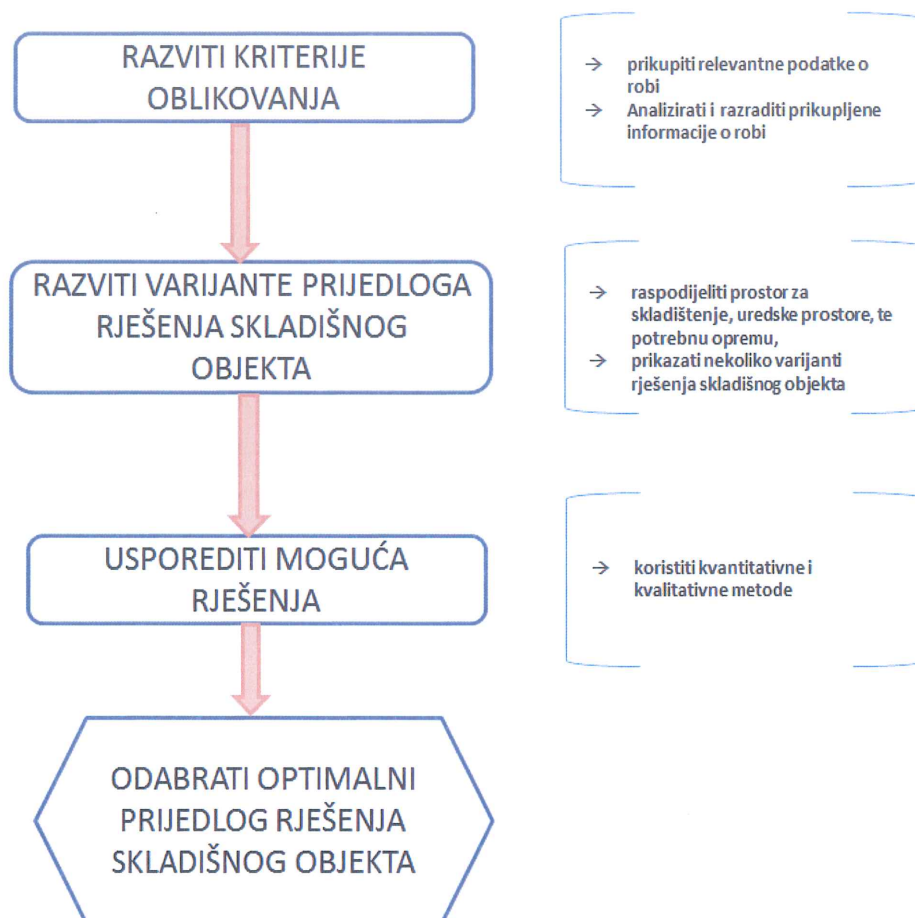 RAZVITI KRITERIJE
OBLIKOVANJA
→ prikupiti relevantne podatke o
robi
→ Analizirati i razraditi prikupljene
informacije o robi
RAZVITI VARIJANTE PRIJEDLOGA
RJEŠENJA SKLADIŠNOG
OBJEKTA
→ raspodijeliti prostor za
skladištenje, uredske prostore, te
potrebnu opremu,
→ prikazati nekoliko varijanti
rješenja skladišnog objekta
USPOREDITI MOGUĆA
RJEŠENJA
→ koristiti kvantitativne i
kvalitativne metode
ODABRATI OPTIMALNI
PRIJEDLOG RJEŠENJA
SKLADIŠNOG OBJEKTA